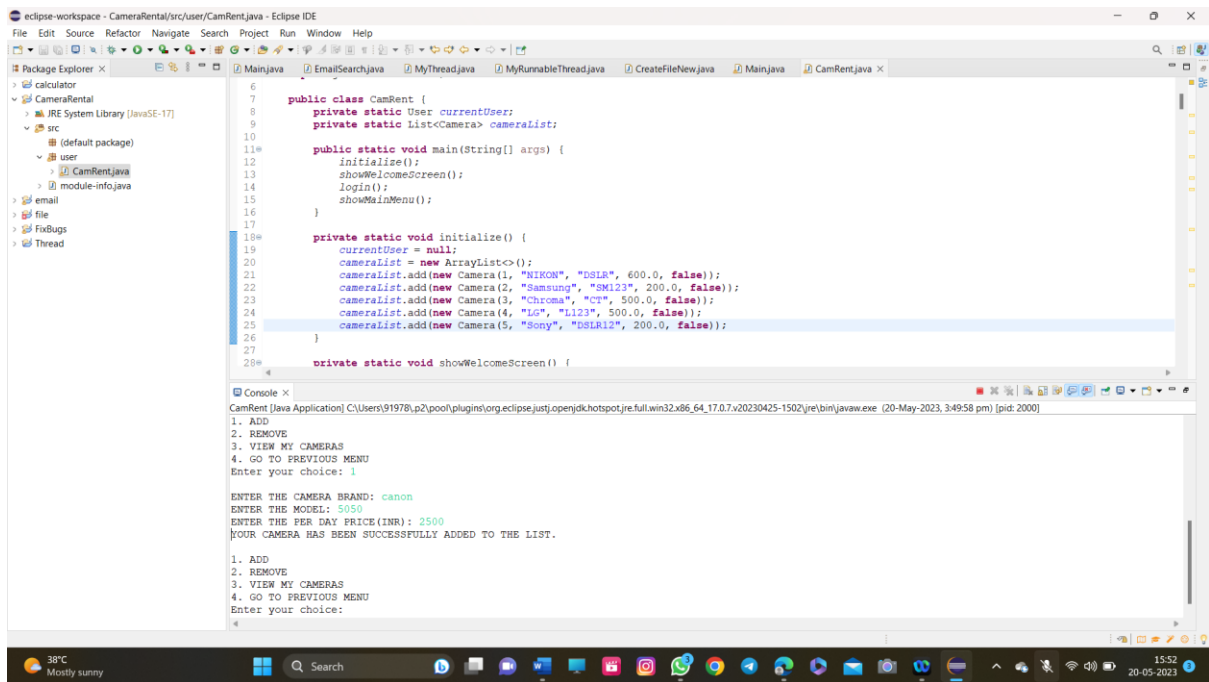 eclipse-workspace - CameraRental/src/user/CamRent.java - Eclipse IDE
File Edit Source Refactor Navigate Search Project Run Window Help
Package Explorer
Main.java EmailSearch.java MyThread.java MyRunnableThread.java CreateFileNew.java Main.java CamRent.java
calculator
CameraRental
JRE System Library [JavaSE-17]
src
(default package)
user
CamRent.java
module-info.java
email
file
FixBugs
Thread
6
7 public class CamRent {
8 private static User currentUser;
9 private static List<Camera> cameraList;
10
11 public static void main(String[] args) {
12 initialize();
13 showWelcomeScreen();
14 login();
15 showMainMenu();
16 }
17
18 private static void initialize() {
19 currentUser = null;
20 cameraList = new ArrayList<>();
21 cameraList.add(new Camera(1, "NIKON", "DSLR", 600.0, false));
22 cameraList.add(new Camera(2, "Samsung", "SM123", 200.0, false));
23 cameraList.add(new Camera(3, "Chroma", "CT", 500.0, false));
24 cameraList.add(new Camera(4, "LG", "L123", 500.0, false));
25 cameraList.add(new Camera(5, "Sony", "DSLR12", 200.0, false));
26 }
27
28 private static void showWelcomeScreen() {
Console
CamRent [Java Application] C:\Users\91978\.p2\pool\plugins\org.eclipse.justj.openjdk.hotspot.jre.full.win32.x86_64_17.0.7.v20230425-1502\jre\bin\javaw.exe (20-May-2023, 3:49:58 pm) [pid: 2000]
1. ADD
2. REMOVE
3. VIEW MY CAMERAS
4. GO TO PREVIOUS MENU
Enter your choice: 1
ENTER THE CAMERA BRAND: canon
ENTER THE MODEL: 5050
ENTER THE PER DAY PRICE(INR): 2500
YOUR CAMERA HAS BEEN SUCCESSFULLY ADDED TO THE LIST.
1. ADD
2. REMOVE
3. VIEW MY CAMERAS
4. GO TO PREVIOUS MENU
Enter your choice:
38°C
Mostly sunny
Search
15:52
20-05-2023
3